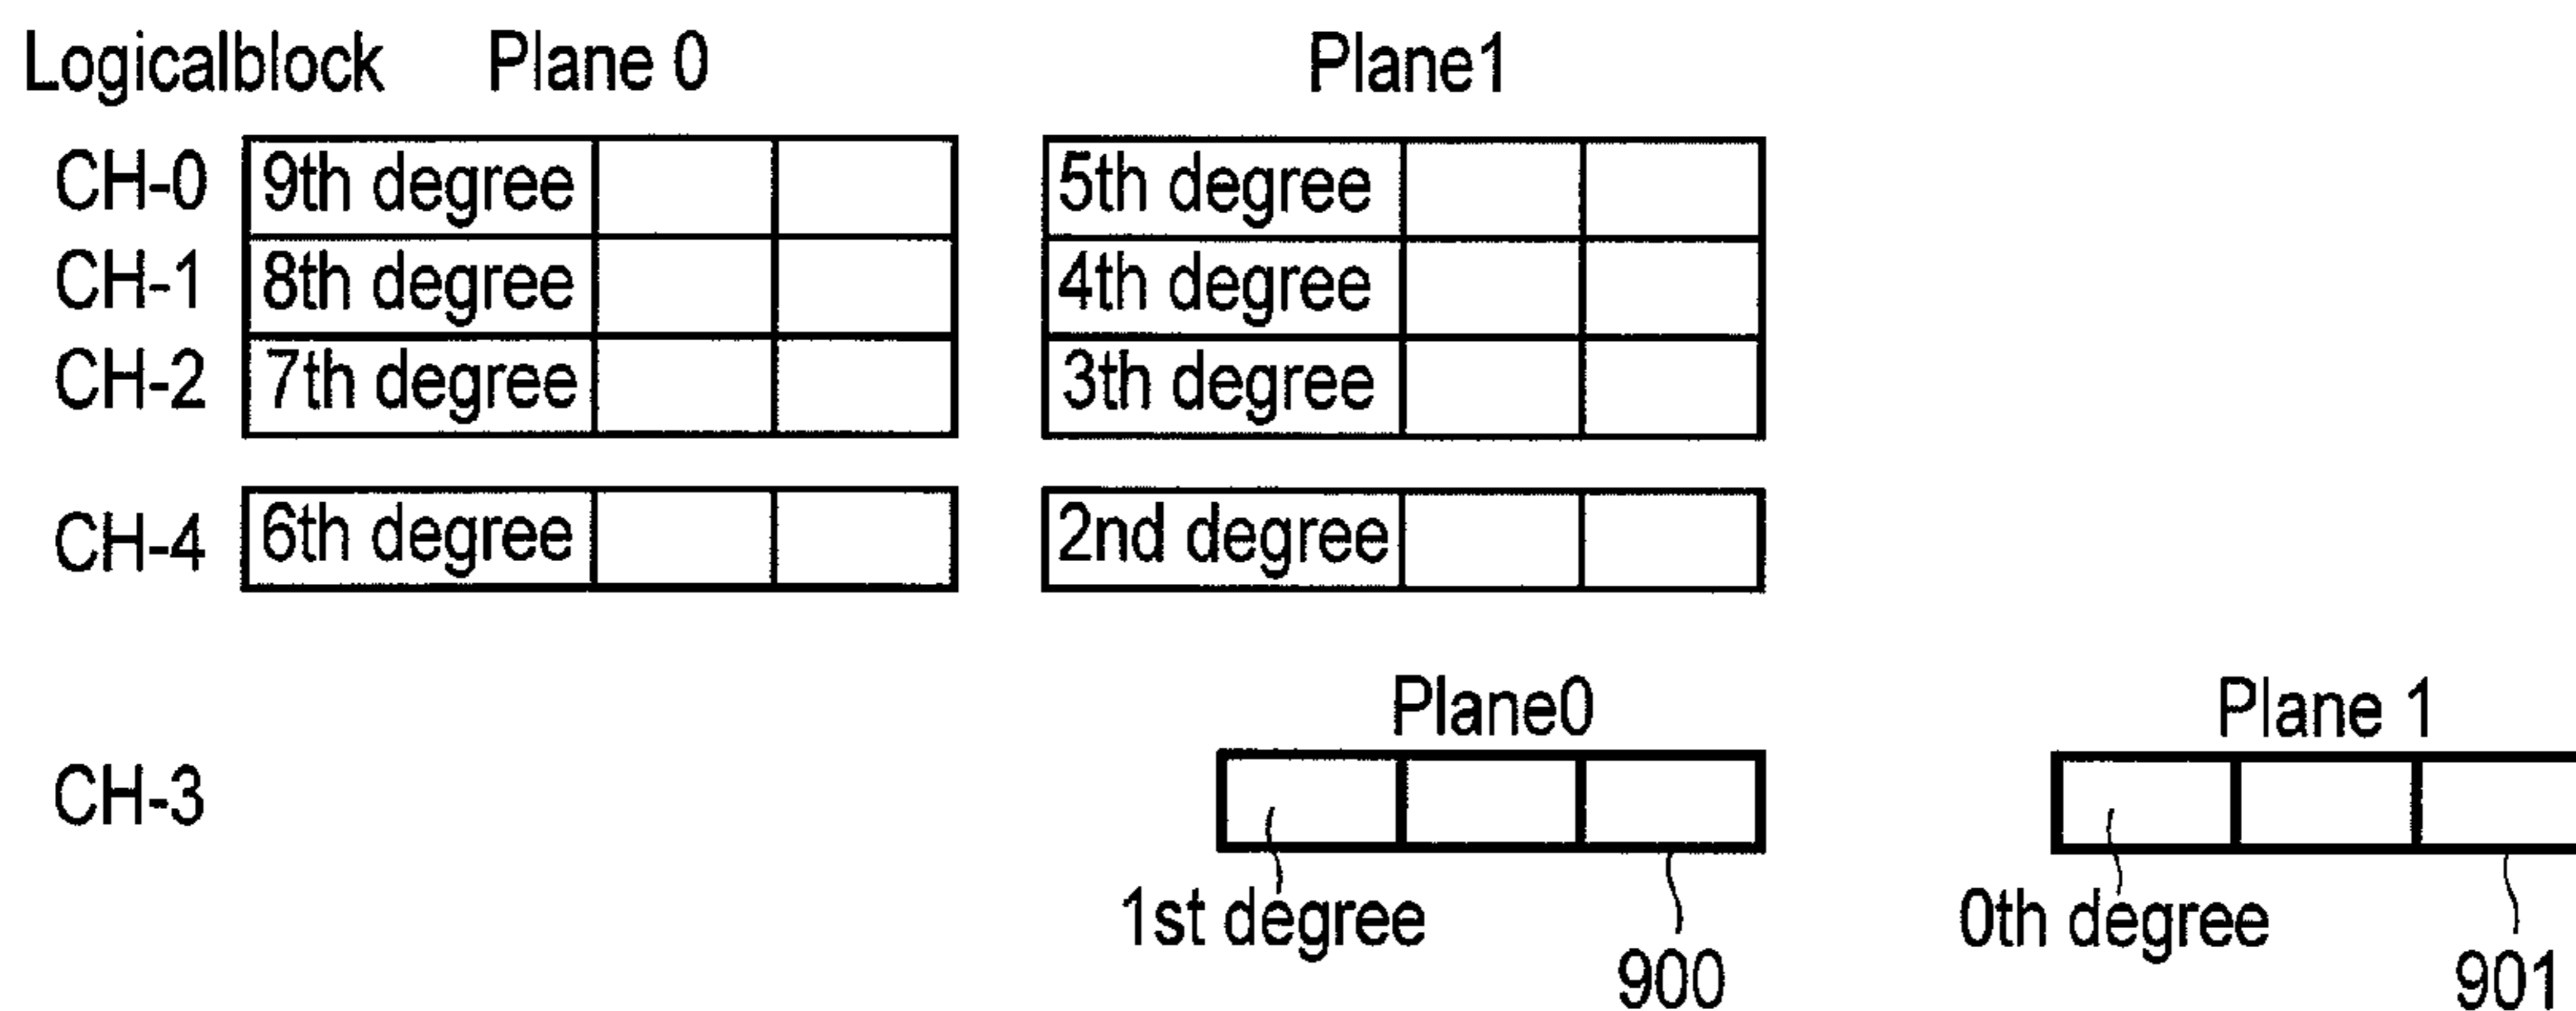 Logicalblock Plane 0 Plane1
CH-0 9th degree 5th degree
CH-1 8th degree 4th degree
CH-2 7th degree 3th degree
CH-4 6th degree 2nd degree
Plane0 Plane 1
CH-3
1st degree 0th degree
900 901